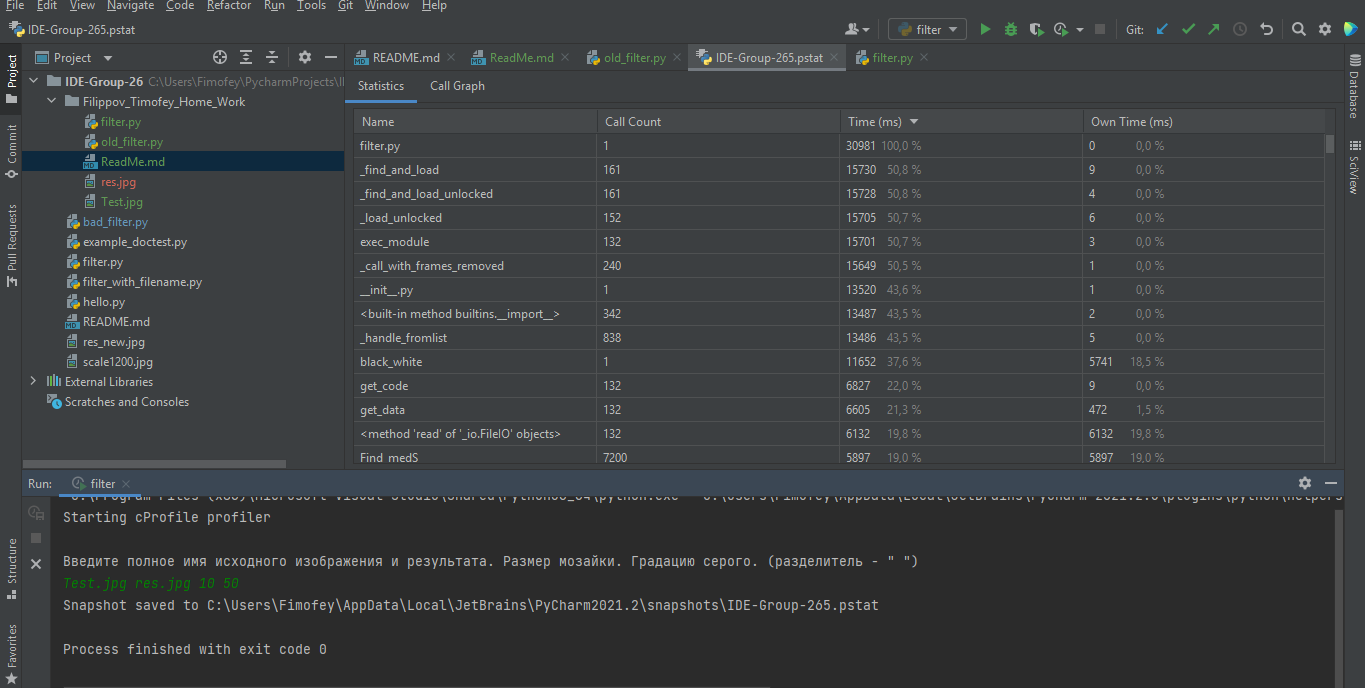 File Edit View Navigate Code Refactor Run Tools Git Window Help
IDE-Group-265.pstat
filter
Git:
Project
README.md
ReadMe.md
old_filter.py
IDE-Group-265.pstat
filter.py
IDE-Group-26 C:\Users\Fimofey\PycharmProjects\
Filippov_Timofey_Home_Work
filter.py
old_filter.py
ReadMe.md
res.jpg
Test.jpg
bad_filter.py
example_doctest.py
filter.py
filter_with_filename.py
hello.py
README.md
res_new.jpg
scale1200.jpg
External Libraries
Scratches and Consoles
Statistics Call Graph
Name Call Count Time (ms) Own Time (ms)
filter.py 1 30981 100,0 % 0 0,0 %
_find_and_load 161 15730 50,8 % 9 0,0 %
_find_and_load_unlocked 161 15728 50,8 % 4 0,0 %
_load_unlocked 152 15705 50,7 % 6 0,0 %
exec_module 132 15701 50,7 % 3 0,0 %
_call_with_frames_removed 240 15649 50,5 % 1 0,0 %
__init__.py 1 13520 43,6 % 1 0,0 %
<built-in method builtins.__import__> 342 13487 43,5 % 2 0,0 %
_handle_fromlist 838 13486 43,5 % 5 0,0 %
black_white 1 11652 37,6 % 5741 18,5 %
get_code 132 6827 22,0 % 9 0,0 %
get_data 132 6605 21,3 % 472 1,5 %
<method 'read' of '_io.FileIO' objects> 132 6132 19,8 % 6132 19,8 %
Find_medS 7200 5897 19,0 % 5897 19,0 %
Project
Commit
Pull Requests
Structure
Favorites
Database
SciView
Run: filter
Starting cProfile profiler
Введите полное имя исходного изображения и результата. Размер мозайки. Градацию серого. (разделитель - " ")
Test.jpg res.jpg 10 50
Snapshot saved to C:\Users\Fimofey\AppData\Local\JetBrains\PyCharm2021.2\snapshots\IDE-Group-265.pstat
Process finished with exit code 0